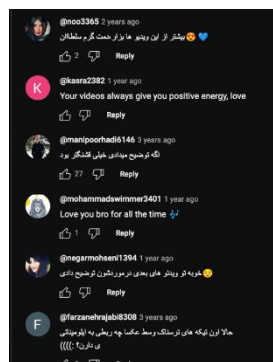 @noo3365 2 years ago
بیشتر از این ویدیو ها بزار،دمت گرم سلطاان 😍💙
2 Reply
K
@kasra2382 1 year ago
Your videos always give you positive energy, love
Reply
@manipoorhadi6146 3 years ago
اگه توضیح میدادی خیلی قشنگتر بود
27 Reply
@mohammadswimmer3401 1 year ago
Love you bro for all the time
1 Reply
@negarmohseni1394 1 year ago
خوبه تو ویدئو های بعدی درموردشون توضیح دادی
Reply
F
@farzanehrajabi8308 3 years ago
حالا اون تیکه های ترسناک وسط عکسا چه ربطی به ایلومیناتی
ی دارن؟ :))))